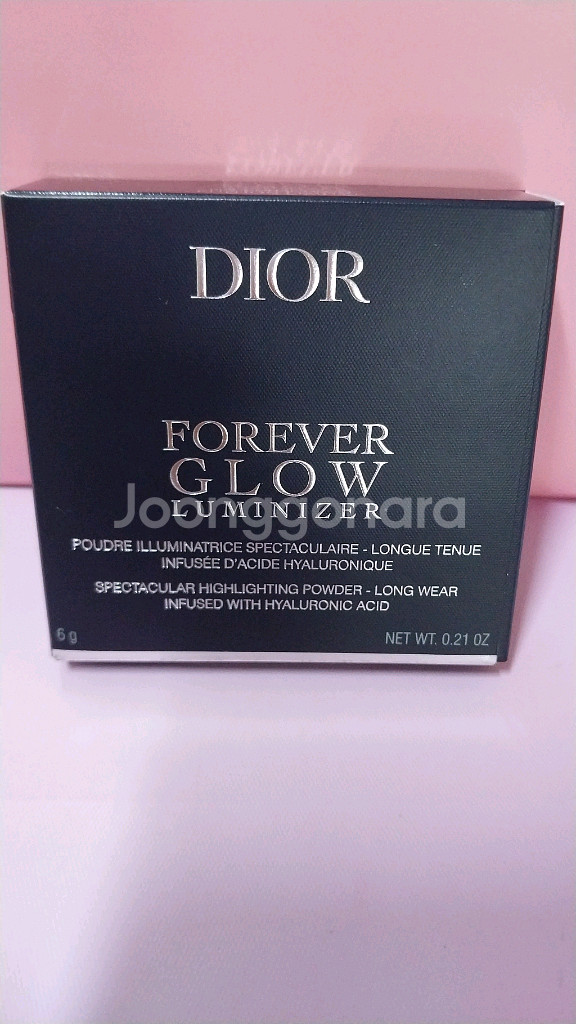 DIOR
FOREVER
GLOW
LUMINIZER
Joonggonara
POUDRE ILLUMINATRICE SPECTACULAIRE - LONGUE TENUE
INFUSÉE D'ACIDE HYALURONIQUE
SPECTACULAR HIGHLIGHTING POWDER - LONG WEAR
INFUSED WITH HYALURONIC ACID
6 g NET WT. 0.21 OZ